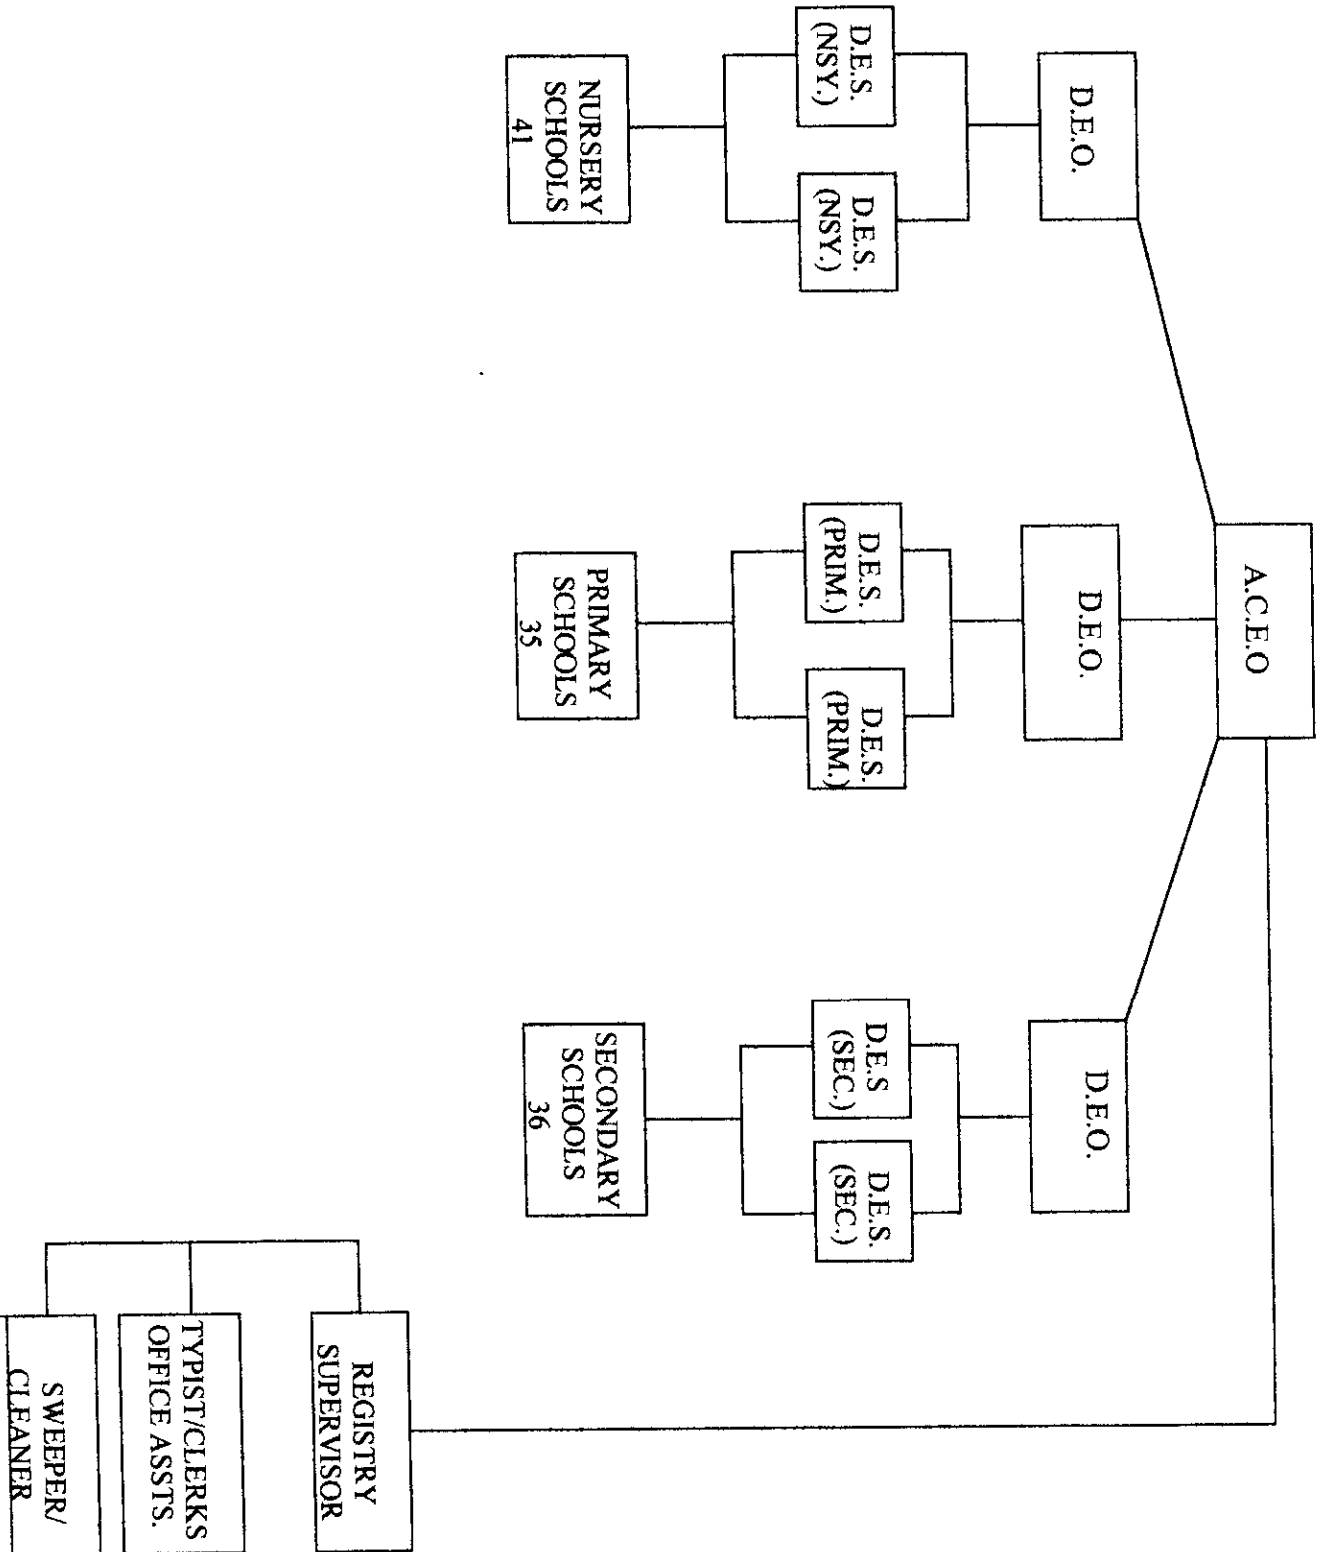 A.C.E.O
D.E.O.
D.E.O.
D.E.O.
D.E.S.
(NSY.)
D.E.S.
(NSY.)
D.E.S.
(PRIM.)
D.E.S.
(PRIM.)
D.E.S
(SEC.)
D.E.S.
(SEC.)
NURSERY
SCHOOLS
41
PRIMARY
SCHOOLS
35
SECONDARY
SCHOOLS
36
REGISTRY
SUPERVISOR
TYPIST/CLERKS
OFFICE ASSTS.
SWEEPER/
CLEANER